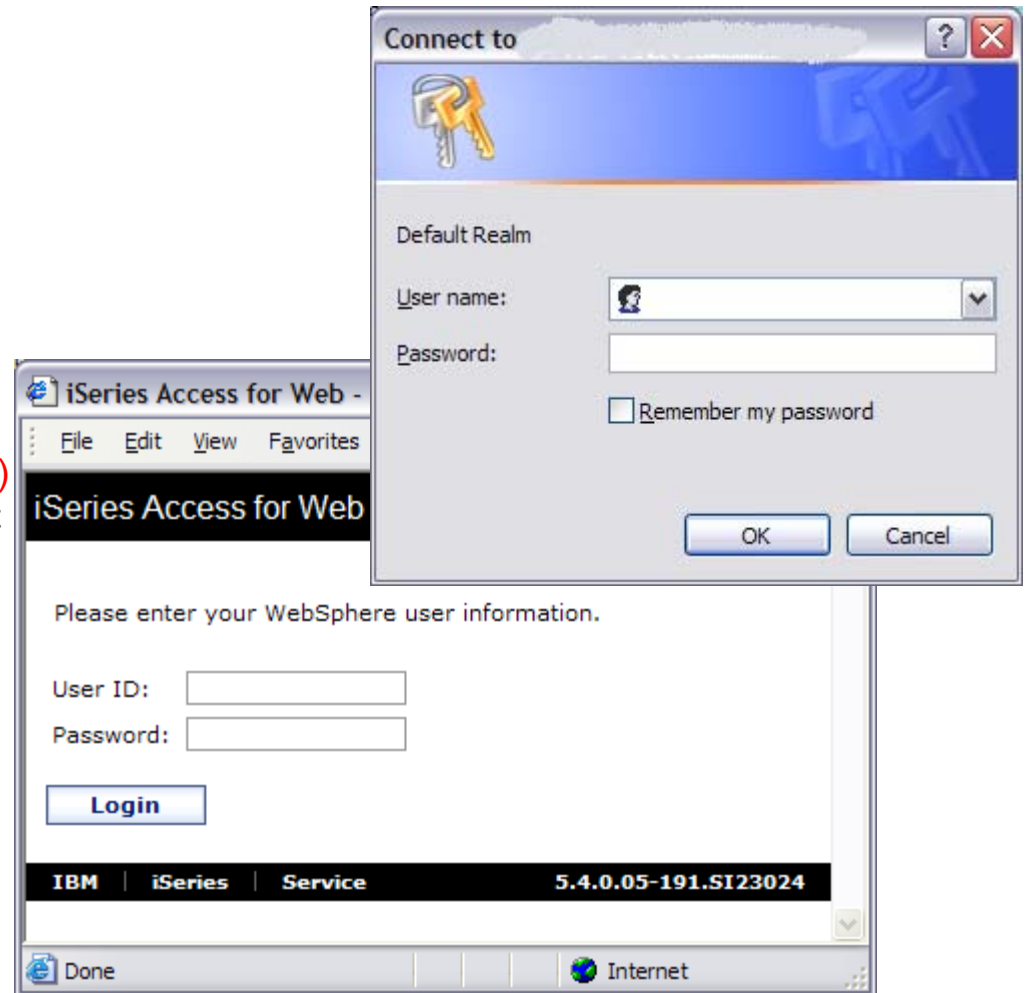 Connect to
Default Realm
User name:
Password:
Remember my password
OK Cancel
iSeries Access for Web -
File Edit View Favorites
)
:
iSeries Access for Web
Please enter your WebSphere user information.
User ID:
Password:
Login
IBM | iSeries | Service 5.4.0.05-191.SI23024
Done Internet